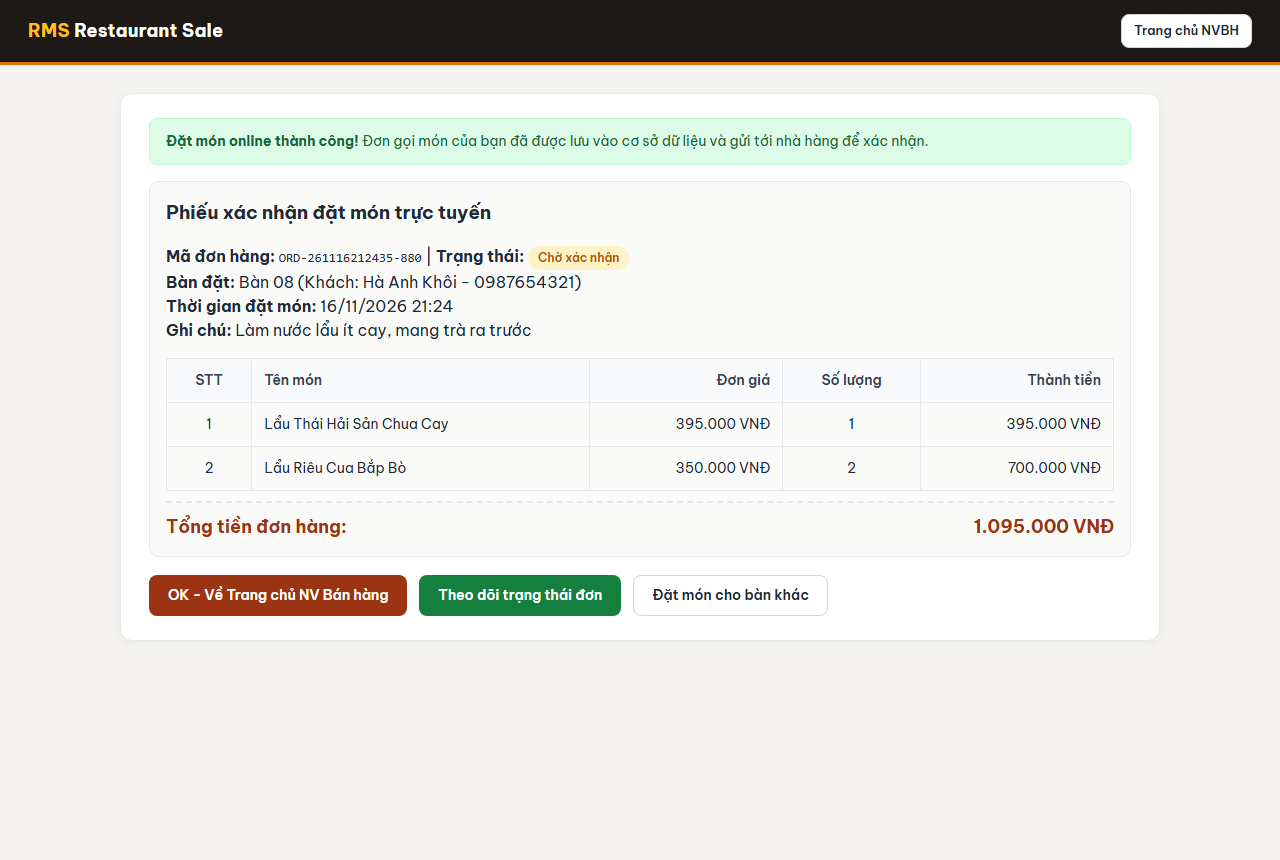 RMS Restaurant Sale
Trang chủ NVBH
Đặt món online thành công! Đơn gọi món của bạn đã được lưu vào cơ sở dữ liệu và gửi tới nhà hàng để xác nhận.
Phiếu xác nhận đặt món trực tuyến
Mã đơn hàng: ORD-261116212435-880 | Trạng thái: Chờ xác nhận
Bàn đặt: Bàn 08 (Khách: Hà Anh Khôi - 0987654321)
Thời gian đặt món: 16/11/2026 21:24
Ghi chú: Làm nước lẩu ít cay, mang trà ra trước
STT Tên món Đơn giá Số lượng Thành tiền
1 Lẩu Thái Hải Sản Chua Cay 395.000 VNĐ 1 395.000 VNĐ
2 Lẩu Riêu Cua Bắp Bò 350.000 VNĐ 2 700.000 VNĐ
Tổng tiền đơn hàng: 1.095.000 VNĐ
OK - Về Trang chủ NV Bán hàng
Theo dõi trạng thái đơn
Đặt món cho bàn khác